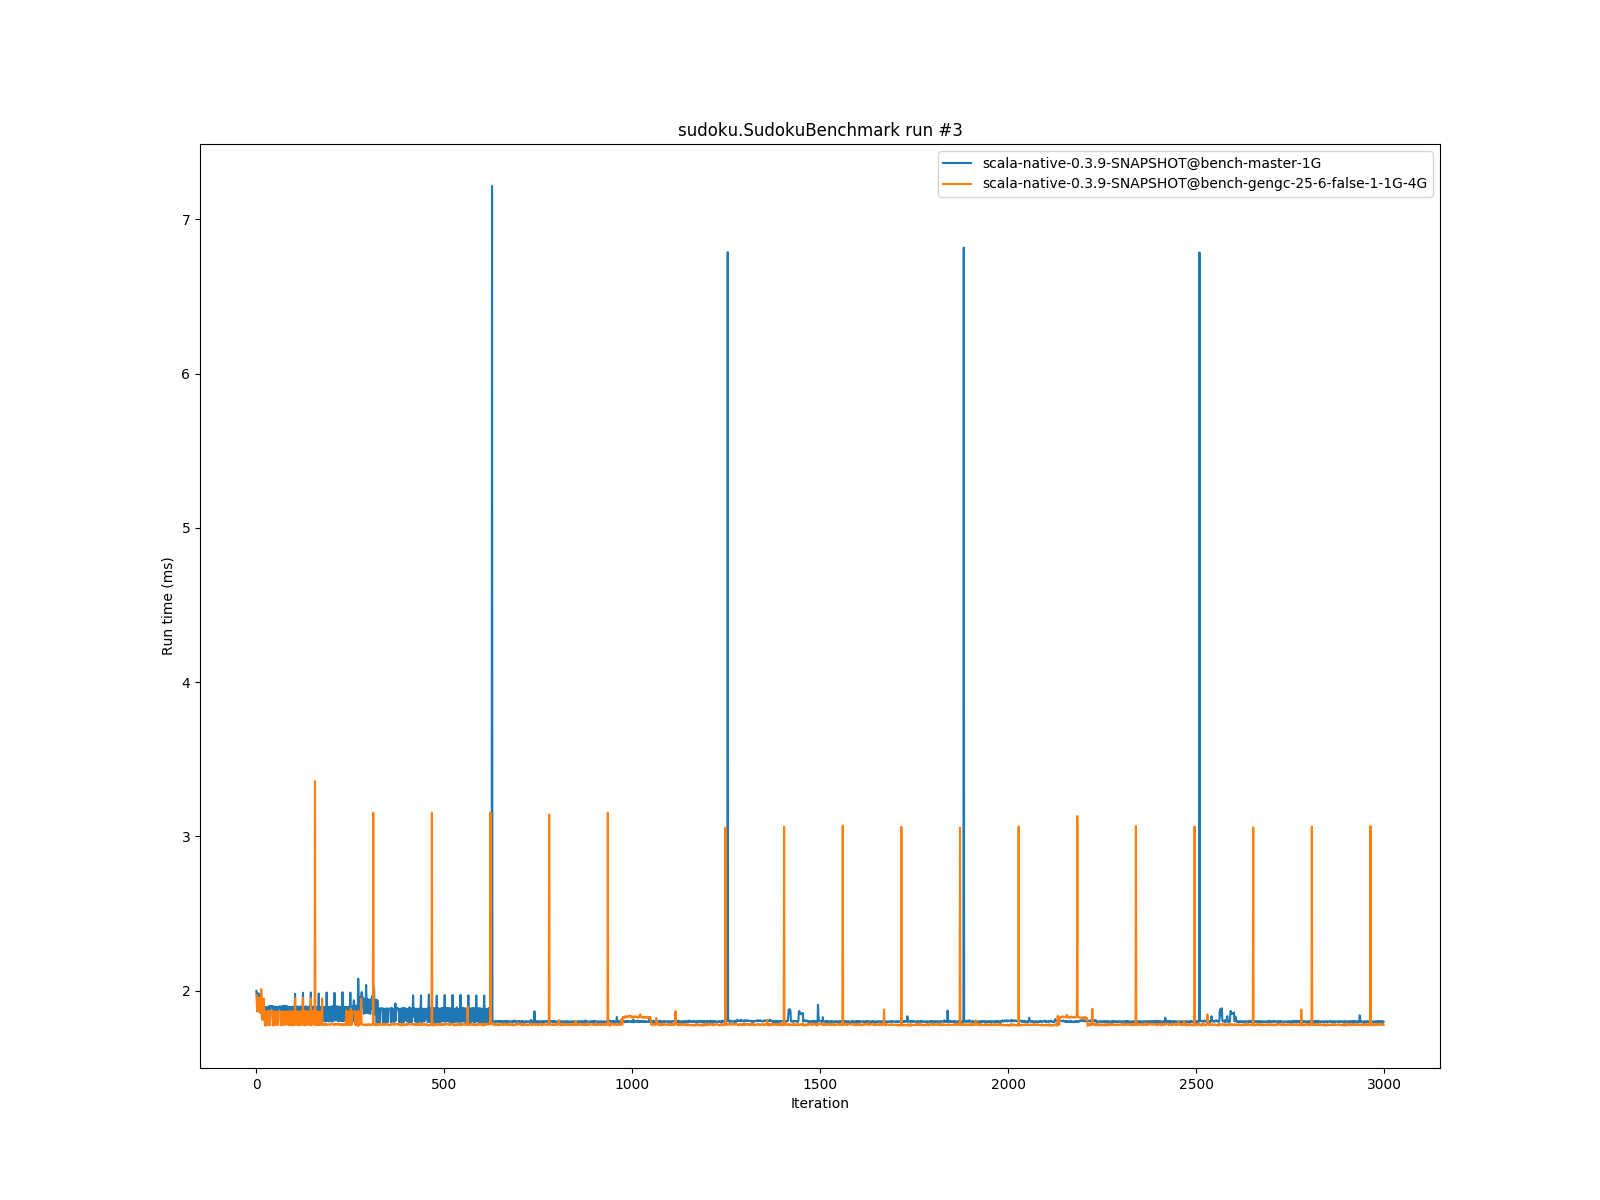 sudoku.SudokuBenchmark run #3
scala-native-0.3.9-SNAPSHOT@bench-master-1G
scala-native-0.3.9-SNAPSHOT@bench-gengc-25-6-false-1-1G-4G
7
6
5
4
3
2
Run time (ms)
0 500 1000 1500 2000 2500 3000
Iteration